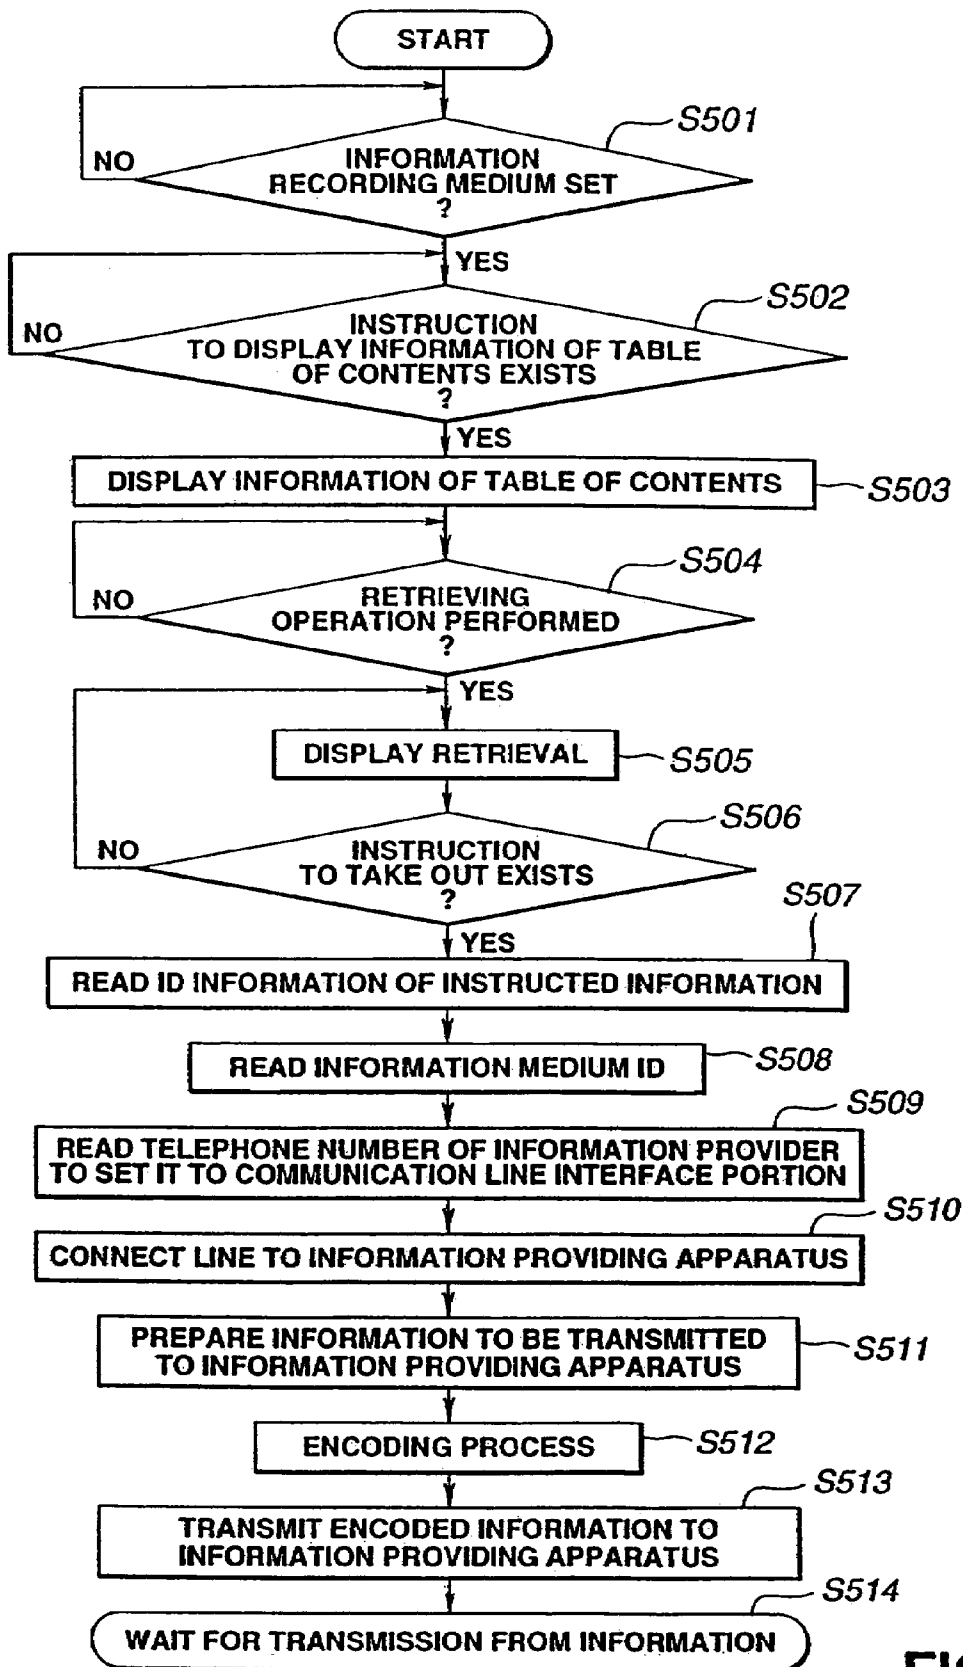 START
S501
NO
INFORMATION
RECORDING MEDIUM SET
?
YES
S502
NO
INSTRUCTION
TO DISPLAY INFORMATION OF TABLE
OF CONTENTS EXISTS
?
YES
DISPLAY INFORMATION OF TABLE OF CONTENTS
S503
S504
NO
RETRIEVING
OPERATION PERFORMED
?
YES
DISPLAY RETRIEVAL
S505
S506
NO
INSTRUCTION
TO TAKE OUT EXISTS
?
S507
YES
READ ID INFORMATION OF INSTRUCTED INFORMATION
READ INFORMATION MEDIUM ID
S508
S509
READ TELEPHONE NUMBER OF INFORMATION PROVIDER
TO SET IT TO COMMUNICATION LINE INTERFACE PORTION
S510
CONNECT LINE TO INFORMATION PROVIDING APPARATUS
PREPARE INFORMATION TO BE TRANSMITTED
TO INFORMATION PROVIDING APPARATUS
S511
ENCODING PROCESS
S512
S513
TRANSMIT ENCODED INFORMATION TO
INFORMATION PROVIDING APPARATUS
S514
WAIT FOR TRANSMISSION FROM INFORMATION